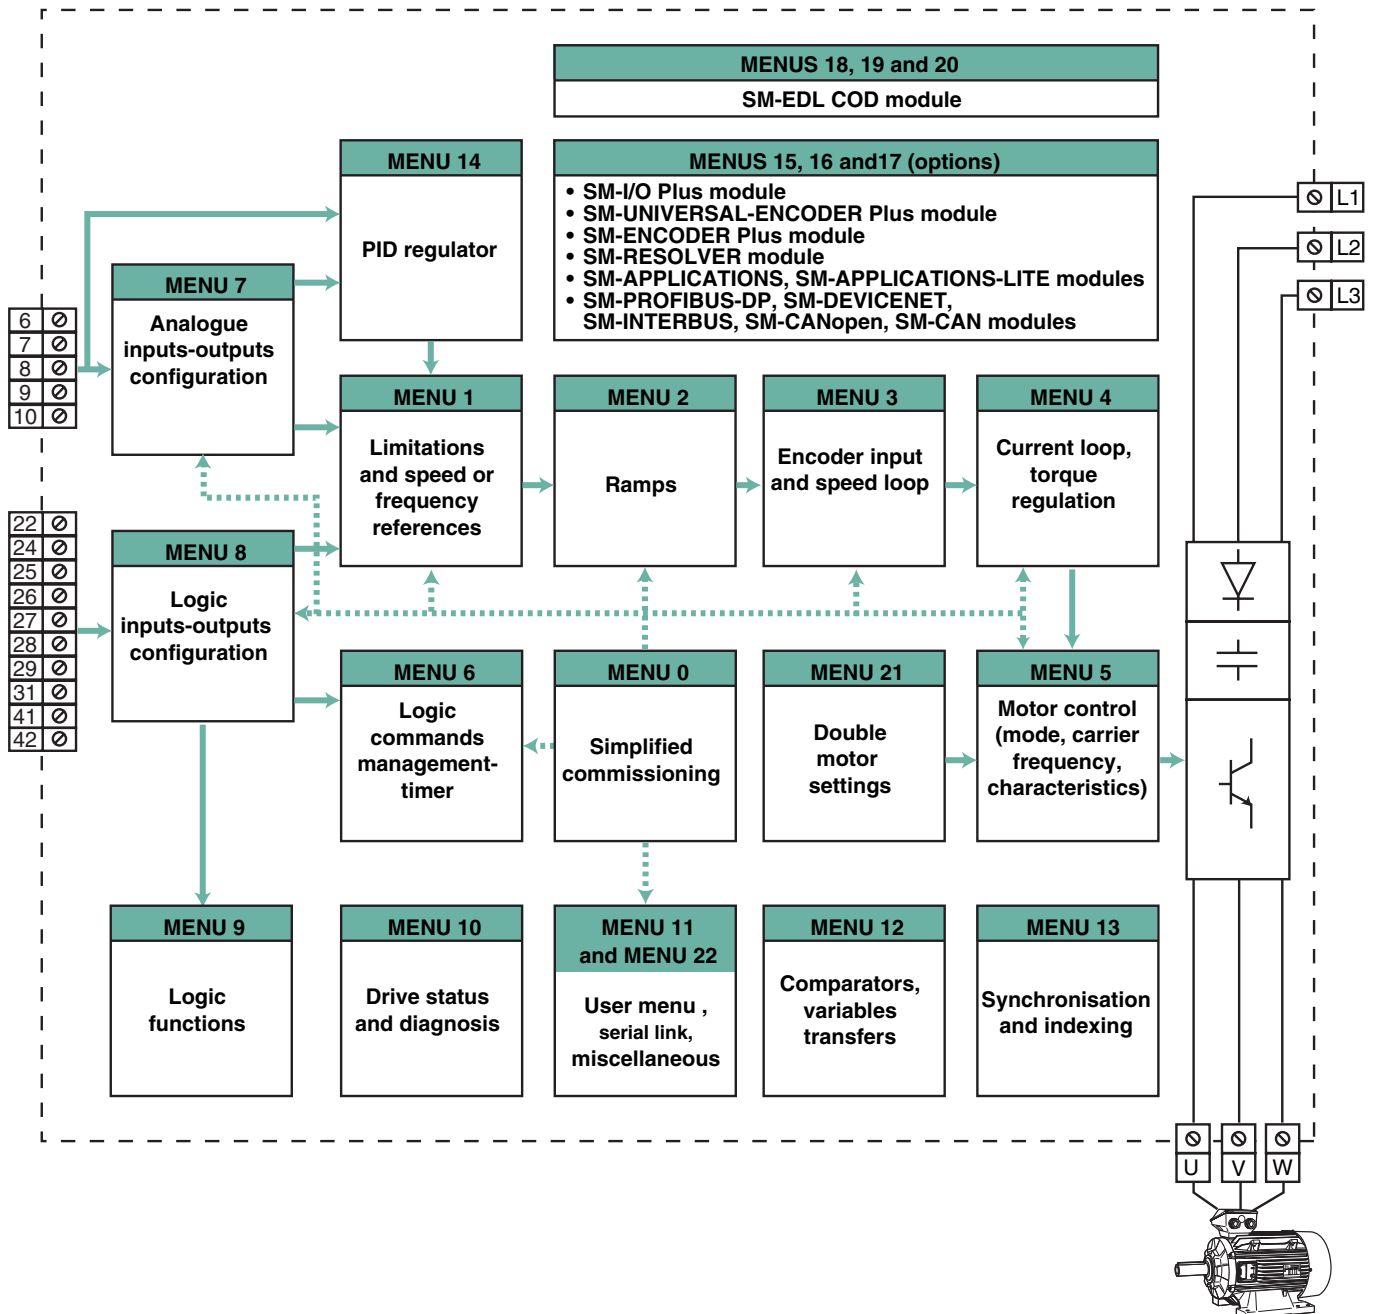 MENUS 18, 19 and 20
SM-EDL COD module
MENU 14
PID regulator
MENUS 15, 16 and17 (options)
• SM-I/O Plus module
• SM-UNIVERSAL-ENCODER Plus module
• SM-ENCODER Plus module
• SM-RESOLVER module
• SM-APPLICATIONS, SM-APPLICATIONS-LITE modules
• SM-PROFIBUS-DP, SM-DEVICENET,
SM-INTERBUS, SM-CANopen, SM-CAN modules
L1
L2
L3
MENU 7
Analogue
inputs-outputs
configuration
6
7
8
9
10
MENU 1
Limitations
and speed or
frequency
references
MENU 2
Ramps
MENU 3
Encoder input
and speed loop
MENU 4
Current loop,
torque
regulation
22
24
25
26
27
28
29
31
41
42
MENU 8
Logic
inputs-outputs
configuration
MENU 6
Logic
commands
management-
timer
MENU 0
Simplified
commissioning
MENU 21
Double
motor
settings
MENU 5
Motor control
(mode, carrier
frequency,
characteristics)
MENU 9
Logic
functions
MENU 10
Drive status
and diagnosis
MENU 11
and MENU 22
User menu ,
serial link,
miscellaneous
MENU 12
Comparators,
variables
transfers
MENU 13
Synchronisation
and indexing
U
V
W